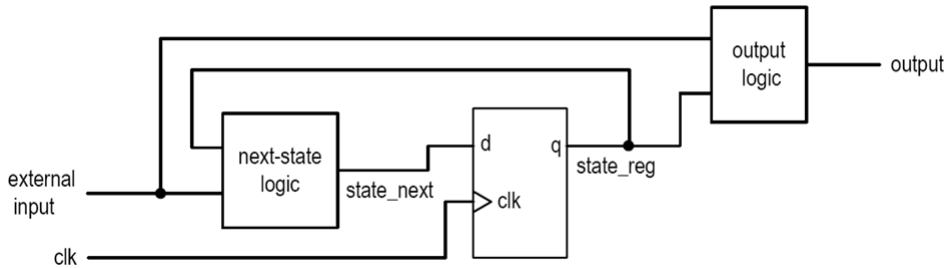 output
logic
output
next-state
logic
d
q
state_reg
external
input
state_next
clk
clk